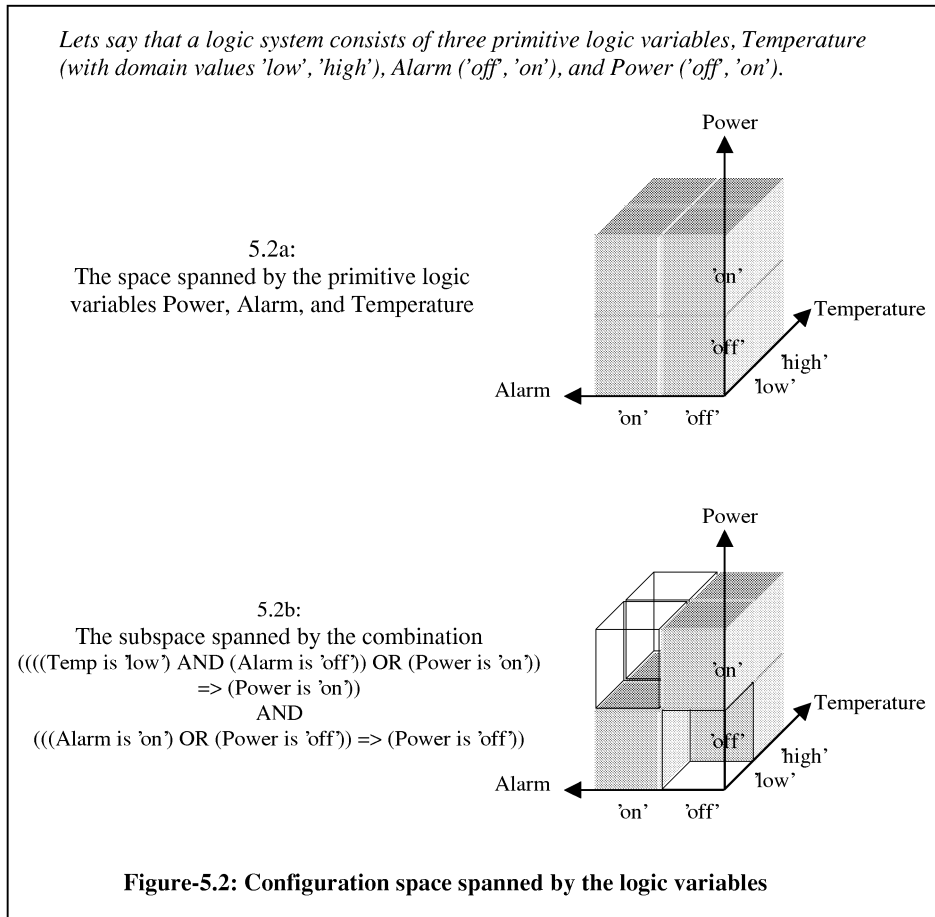 Lets say that a logic system consists of three primitive logic variables, Temperature
(with domain values 'low', 'high'), Alarm ('off', 'on'), and Power ('off', 'on').
Power
5.2a:
The space spanned by the primitive logic
variables Power, Alarm, and Temperature
'on'
Temperature
'off'
'high'
'low'
Alarm
'on' 'off'
Power
5.2b:
The subspace spanned by the combination
((((Temp is 'low') AND (Alarm is 'off')) OR (Power is 'on'))
=> (Power is 'on'))
AND
(((Alarm is 'on') OR (Power is 'off')) => (Power is 'off'))
'on'
Temperature
'off'
'high'
'low'
Alarm
'on' 'off'
Figure-5.2: Configuration space spanned by the logic variables